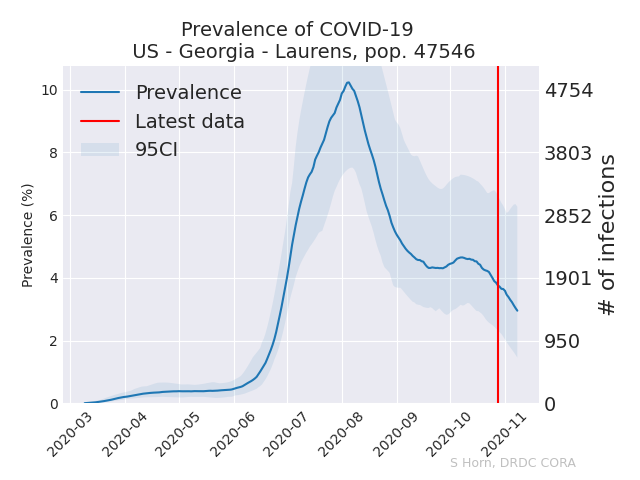 Prevalence of COVID-19
US - Georgia - Laurens, pop. 47546
Prevalence
Latest data
95CI
Prevalence (%)
10
8
6
4
2
0
4754
3803
2852
1901
950
0
# of infections
2020-03
2020-04
2020-05
2020-06
2020-07
2020-08
2020-09
2020-10
2020-11
S Horn, DRDC CORA